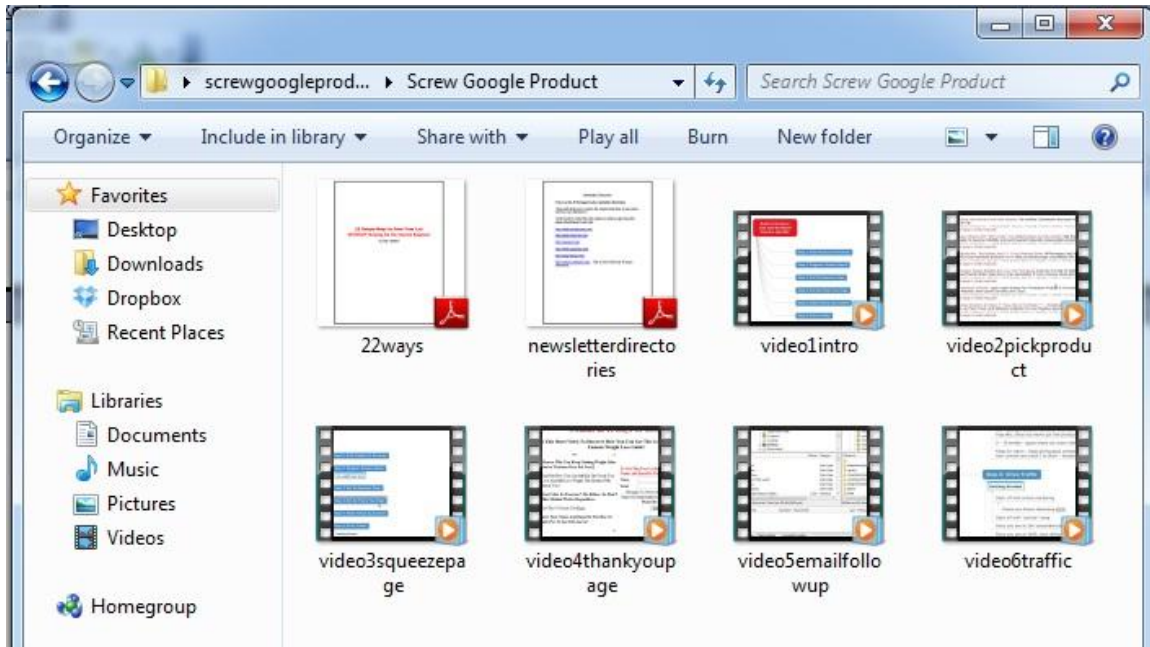 screwgoogleprod... Screw Google Product
Search Screw Google Product
Organize Include in library Share with Play all Burn New folder
Favorites
Desktop
Downloads
Dropbox
Recent Places
Libraries
Documents
Music
Pictures
Videos
Homegroup
22ways
newsletterdirecto
ries
video1intro
video2pickprodu
ct
video3squeezepa
ge
video4thankyoup
age
video5emailfollo
wup
video6traffic